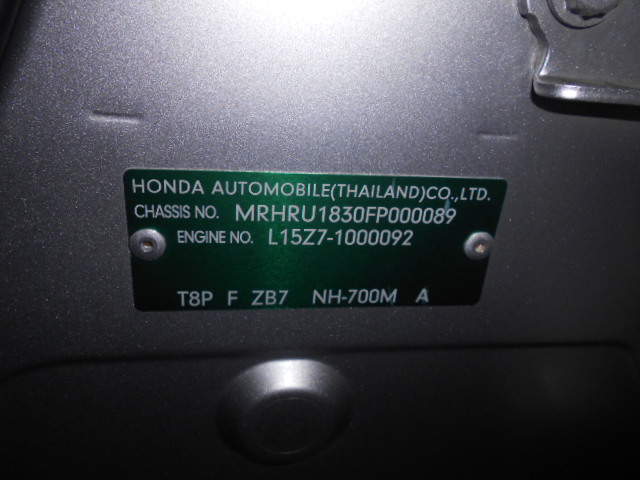 HONDA AUTOMOBILE(THAILAND)CO.,LTD.
CHASSIS NO. MRHRU1830FP000089
ENGINE NO. L15Z7-1000092
T8P F ZB7 NH-700M A